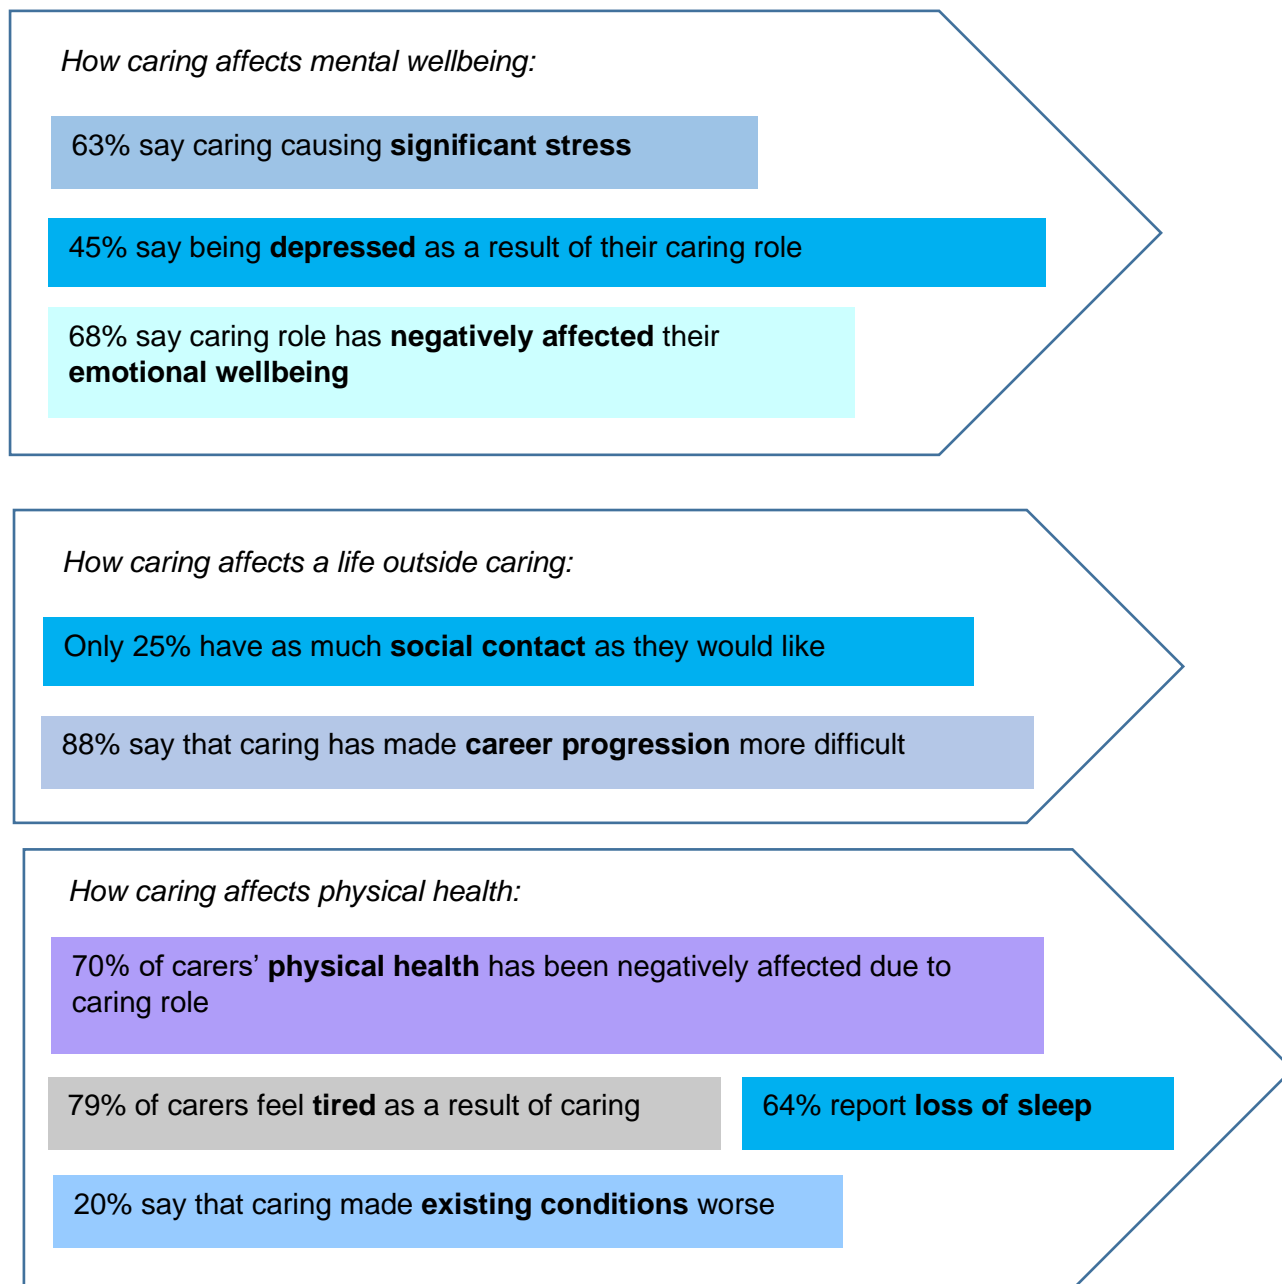 How caring affects mental wellbeing:
63% say caring causing significant stress
45% say being depressed as a result of their caring role
68% say caring role has negatively affected their
emotional wellbeing
How caring affects a life outside caring:
Only 25% have as much social contact as they would like
88% say that caring has made career progression more difficult
How caring affects physical health:
70% of carers’ physical health has been negatively affected due to
caring role
79% of carers feel tired as a result of caring
64% report loss of sleep
20% say that caring made existing conditions worse